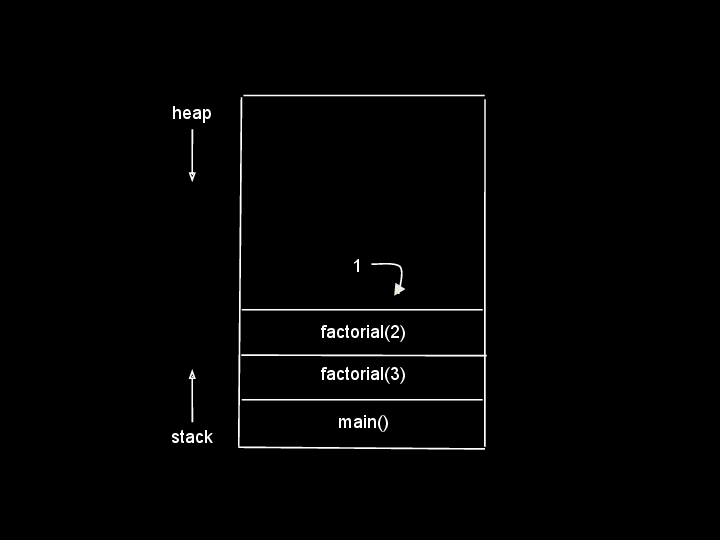 heap
1
factorial(2)
factorial(3)
main()
stack